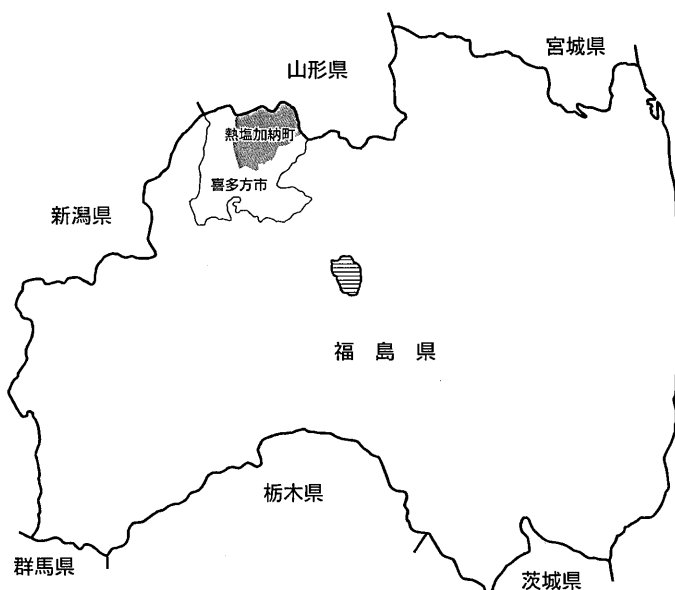 宮城県
山形県
熱塩加納町
喜多方市
新潟県
福島県
栃木県
群馬県
茨城県